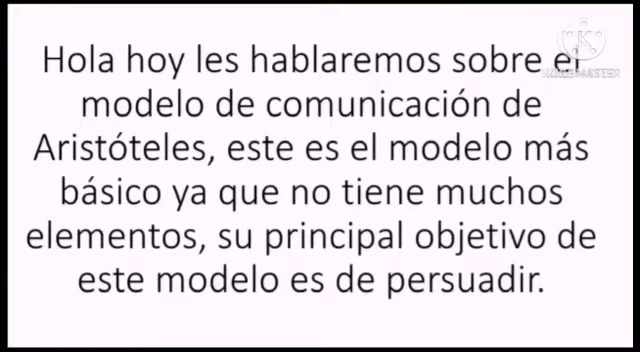 Hola hoy les hablaremos sobre el
modelo de comunicación de
Aristóteles, este es el modelo más
básico ya que no tiene muchos
elementos, su principal objetivo de
este modelo es de persuadir.
KINEMASTER